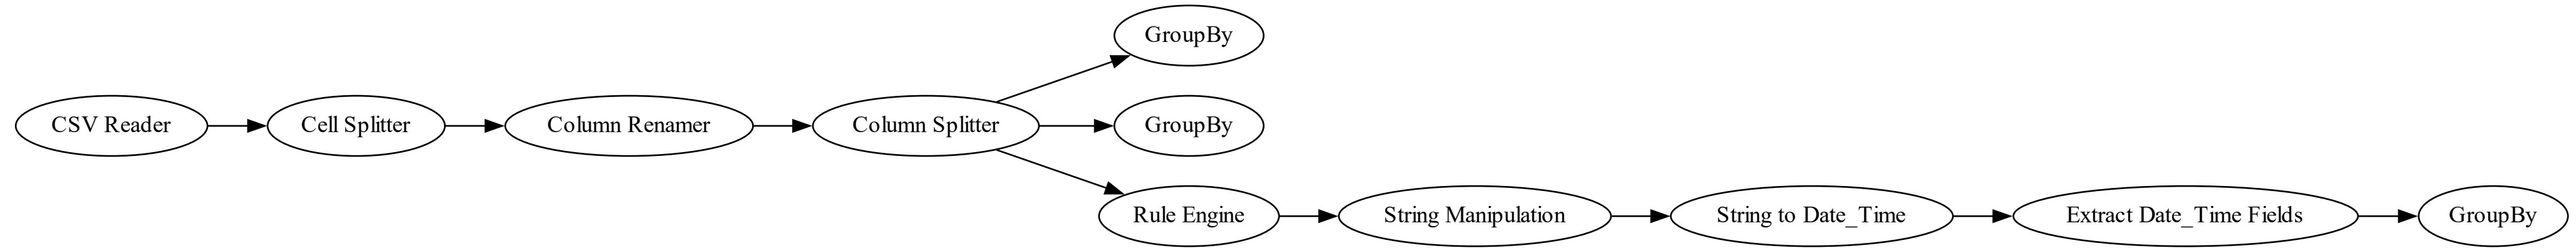 GroupBy
CSV Reader
Cell Splitter
Column Renamer
Column Splitter
GroupBy
Rule Engine
String Manipulation
String to Date_Time
Extract Date_Time Fields
GroupBy